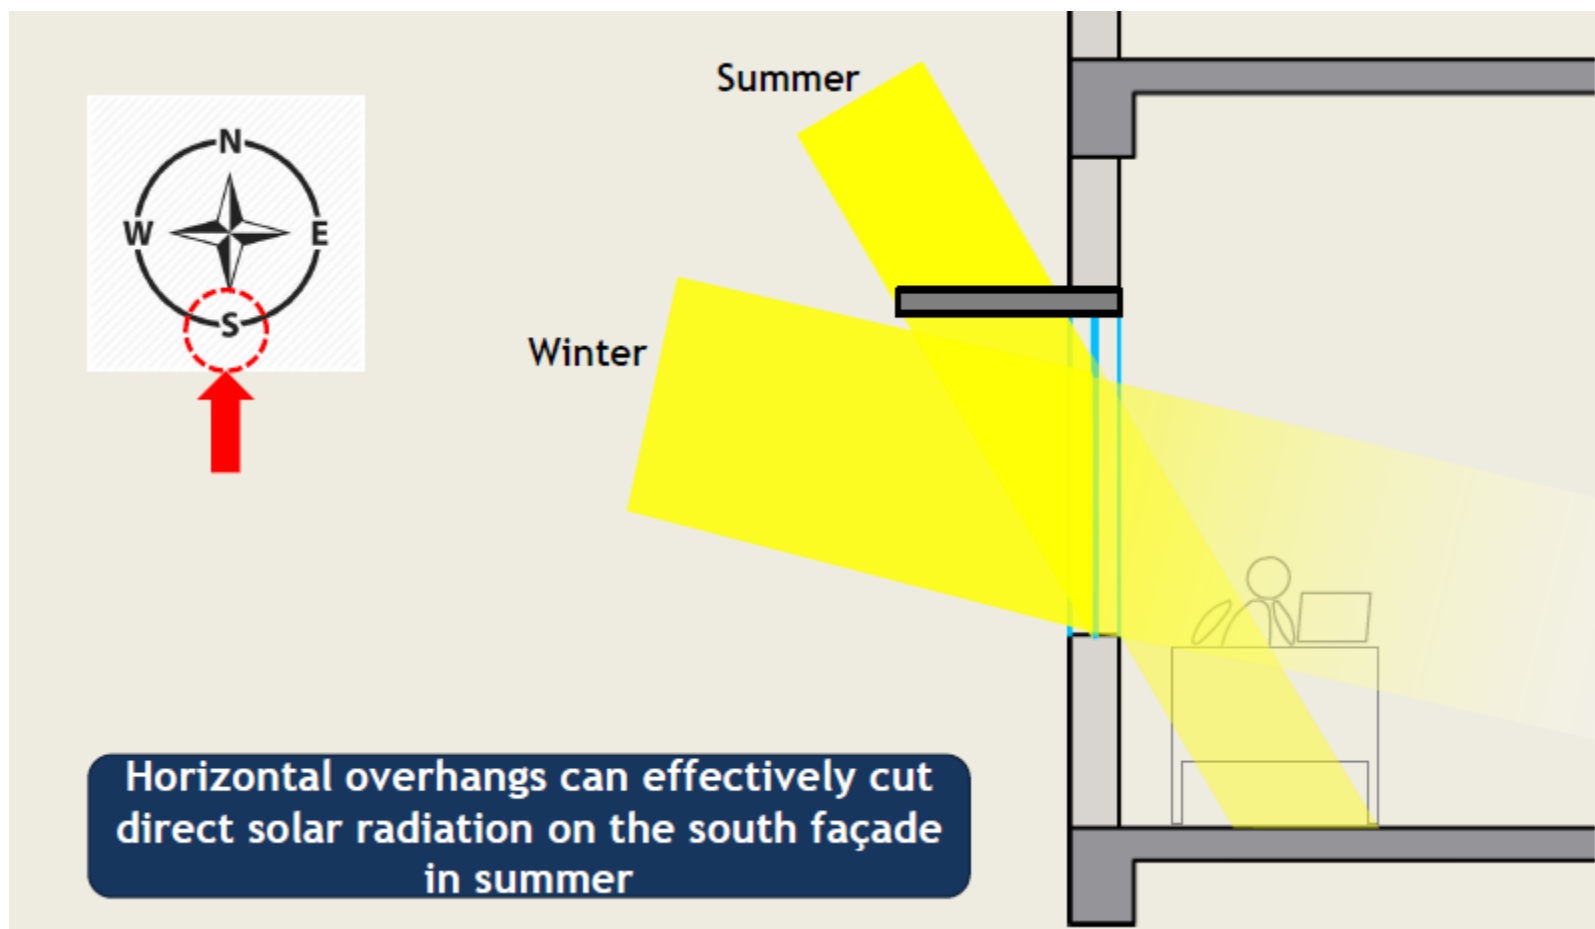 Summer
N
W
E
S
Winter
Horizontal overhangs can effectively cut
direct solar radiation on the south façade
in summer